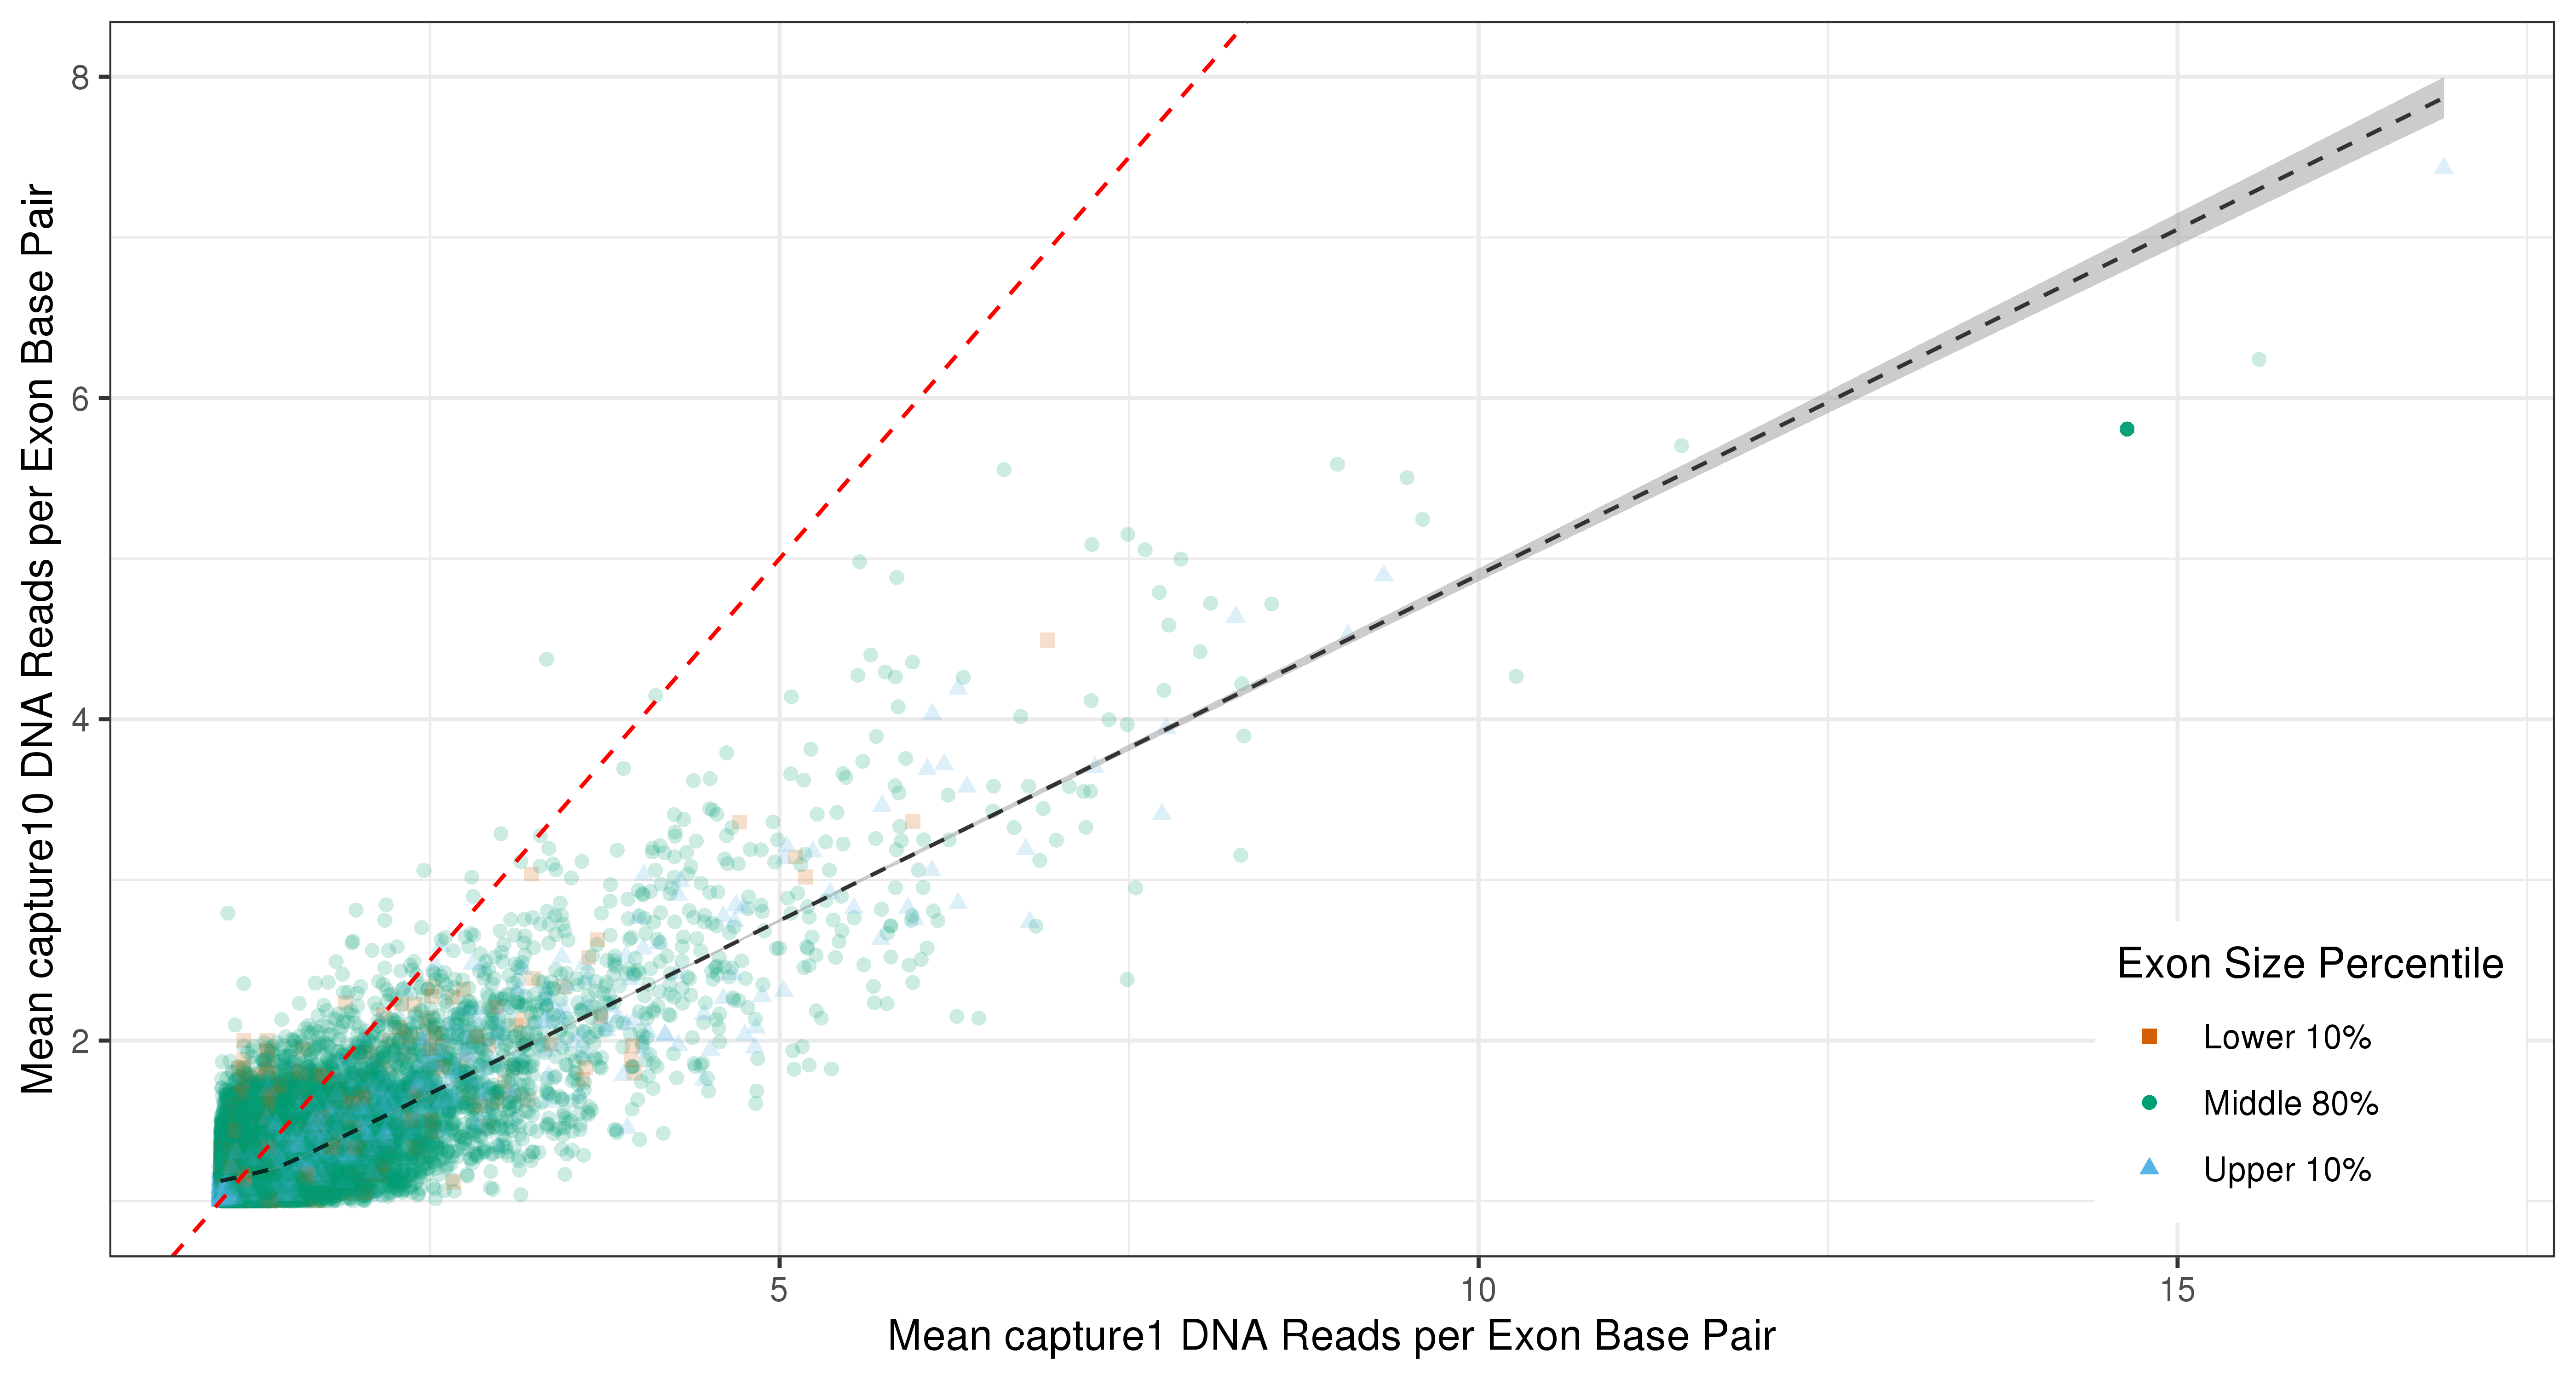 Mean capture10 DNA Reads per Exon Base Pair
8
6
4
2
5
10
15
Mean capture1 DNA Reads per Exon Base Pair
Exon Size Percentile
Lower 10%
Middle 80%
Upper 10%